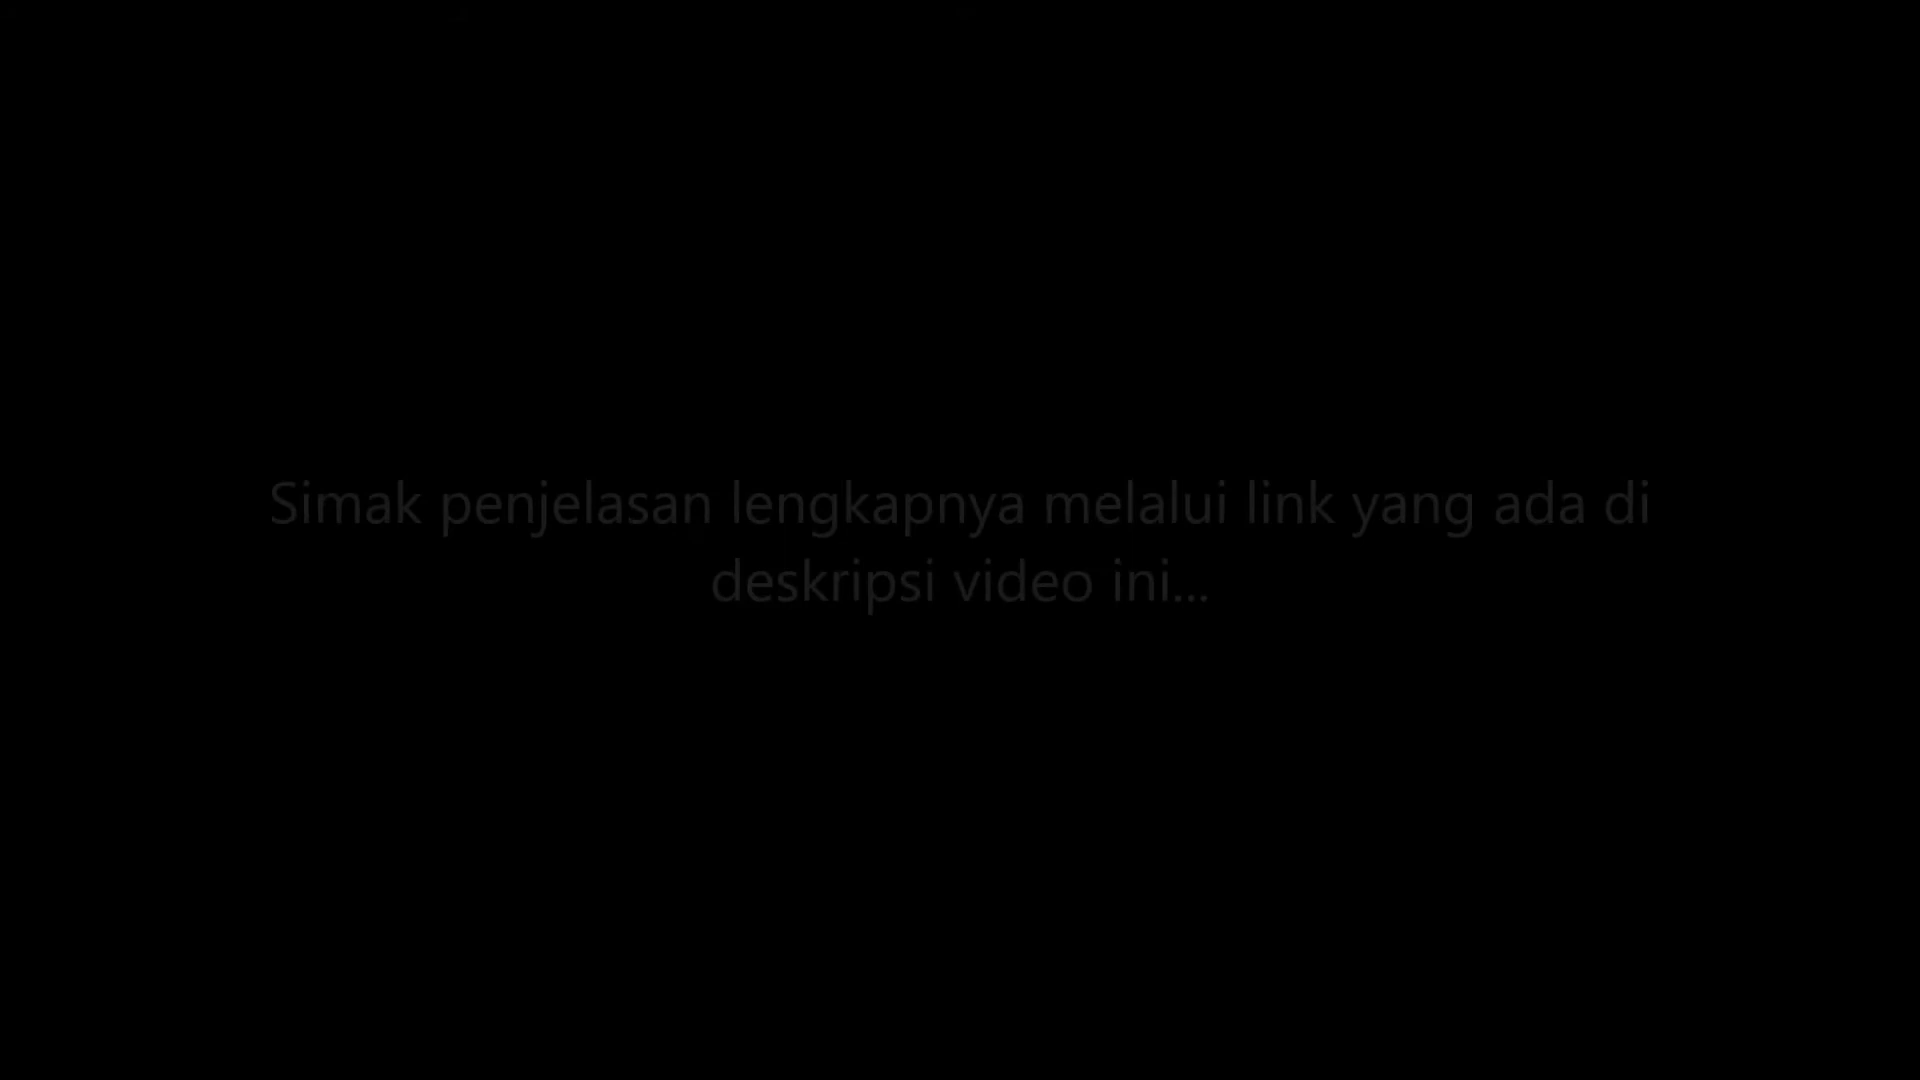 Simak penjelasan lengkapnya melalui link yang ada di
deskripsi video ini...